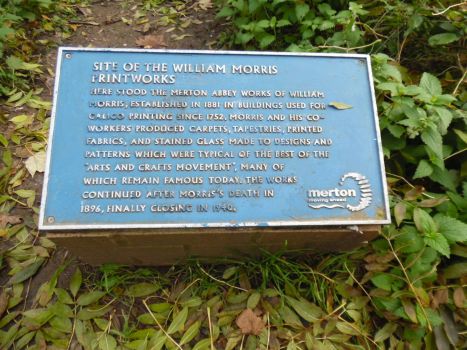 SITE OF THE WILLIAM MORRIS
PRINTWORKS
HERE STOOD THE MERTON ABBEY WORKS OF WILLIAM
MORRIS, ESTABLISHED IN 1881 IN BUILDINGS USED FOR
CALICO PRINTING SINCE 1752. MORRIS AND HIS CO-
WORKERS PRODUCED CARPETS, TAPESTRIES, PRINTED
FABRICS, AND STAINED GLASS MADE TO DESIGNS AND
PATTERNS WHICH WERE TYPICAL OF THE BEST OF THE
"ARTS AND CRAFTS MOVEMENT", MANY OF
WHICH REMAIN FAMOUS TODAY. THE WORKS
CONTINUED AFTER MORRIS'S DEATH IN
1896, FINALLY CLOSING IN 1940.
merton
moving ahead